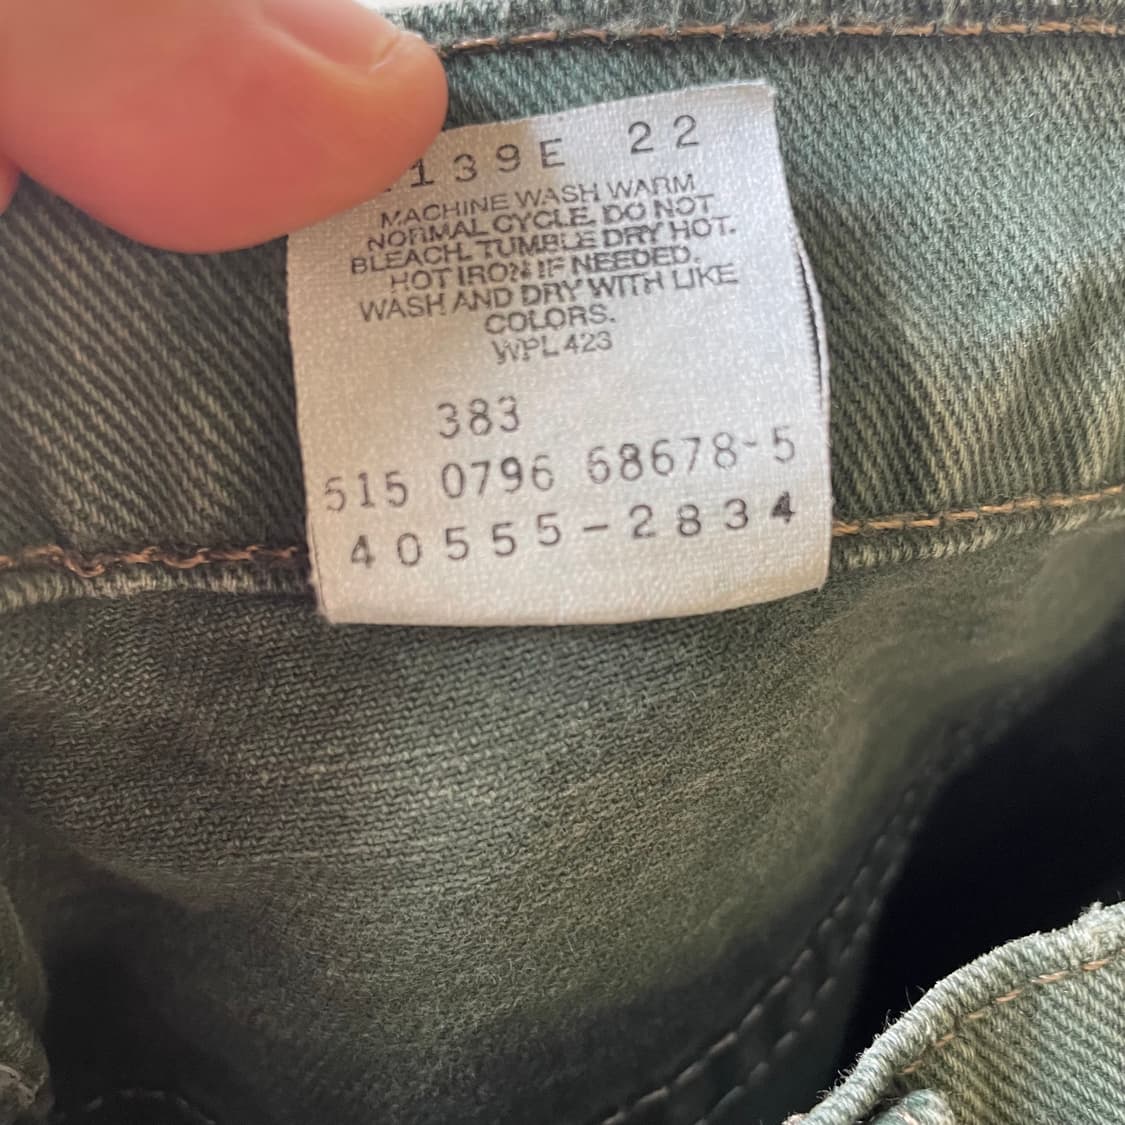 139E 22
MACHINE WASH WARM
NORMAL CYCLE. DO NOT
BLEACH. TUMBLE DRY HOT.
HOT IRON IF NEEDED.
WASH AND DRY WITH LIKE
COLORS.
WPL 423
383
515 0796 68678-5
40555-2834